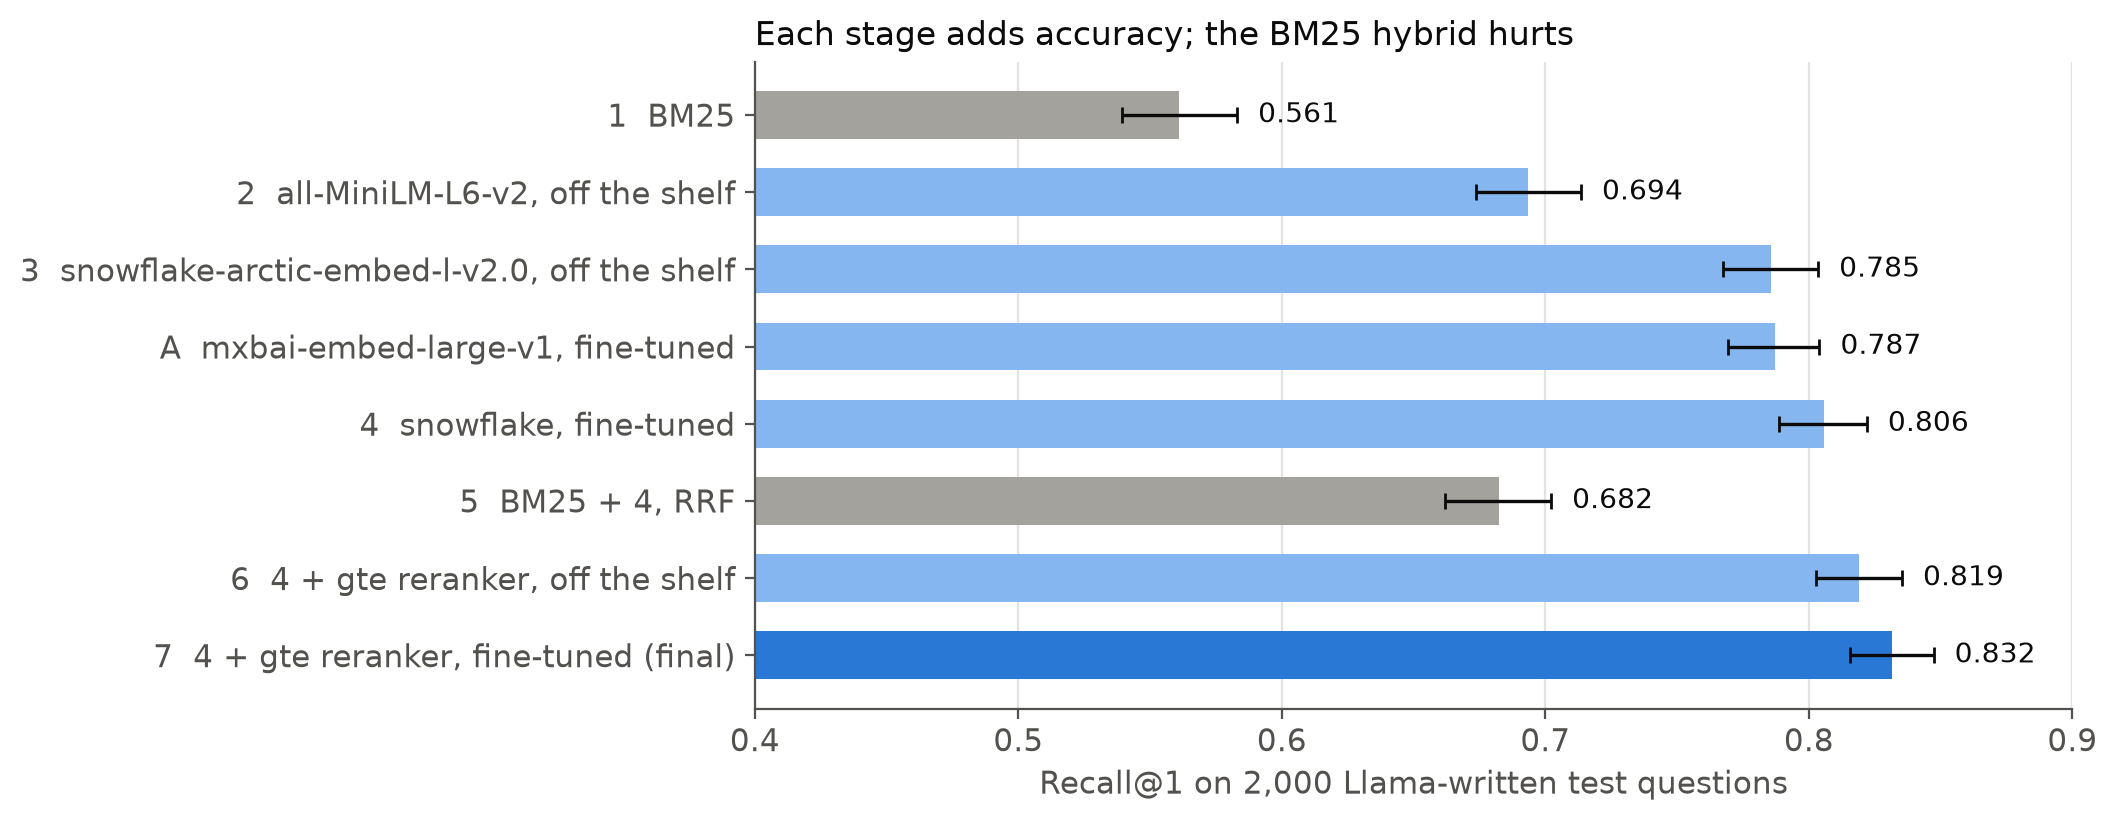 Each stage adds accuracy; the BM25 hybrid hurts
1 BM25
0.561
2 all-MiniLM-L6-v2, off the shelf
0.694
3 snowflake-arctic-embed-l-v2.0, off the shelf
0.785
A mxbai-embed-large-v1, fine-tuned
0.787
4 snowflake, fine-tuned
0.806
5 BM25 + 4, RRF
0.682
6 4 + gte reranker, off the shelf
0.819
7 4 + gte reranker, fine-tuned (final)
0.832
0.4 0.5 0.6 0.7 0.8 0.9
Recall@1 on 2,000 Llama-written test questions